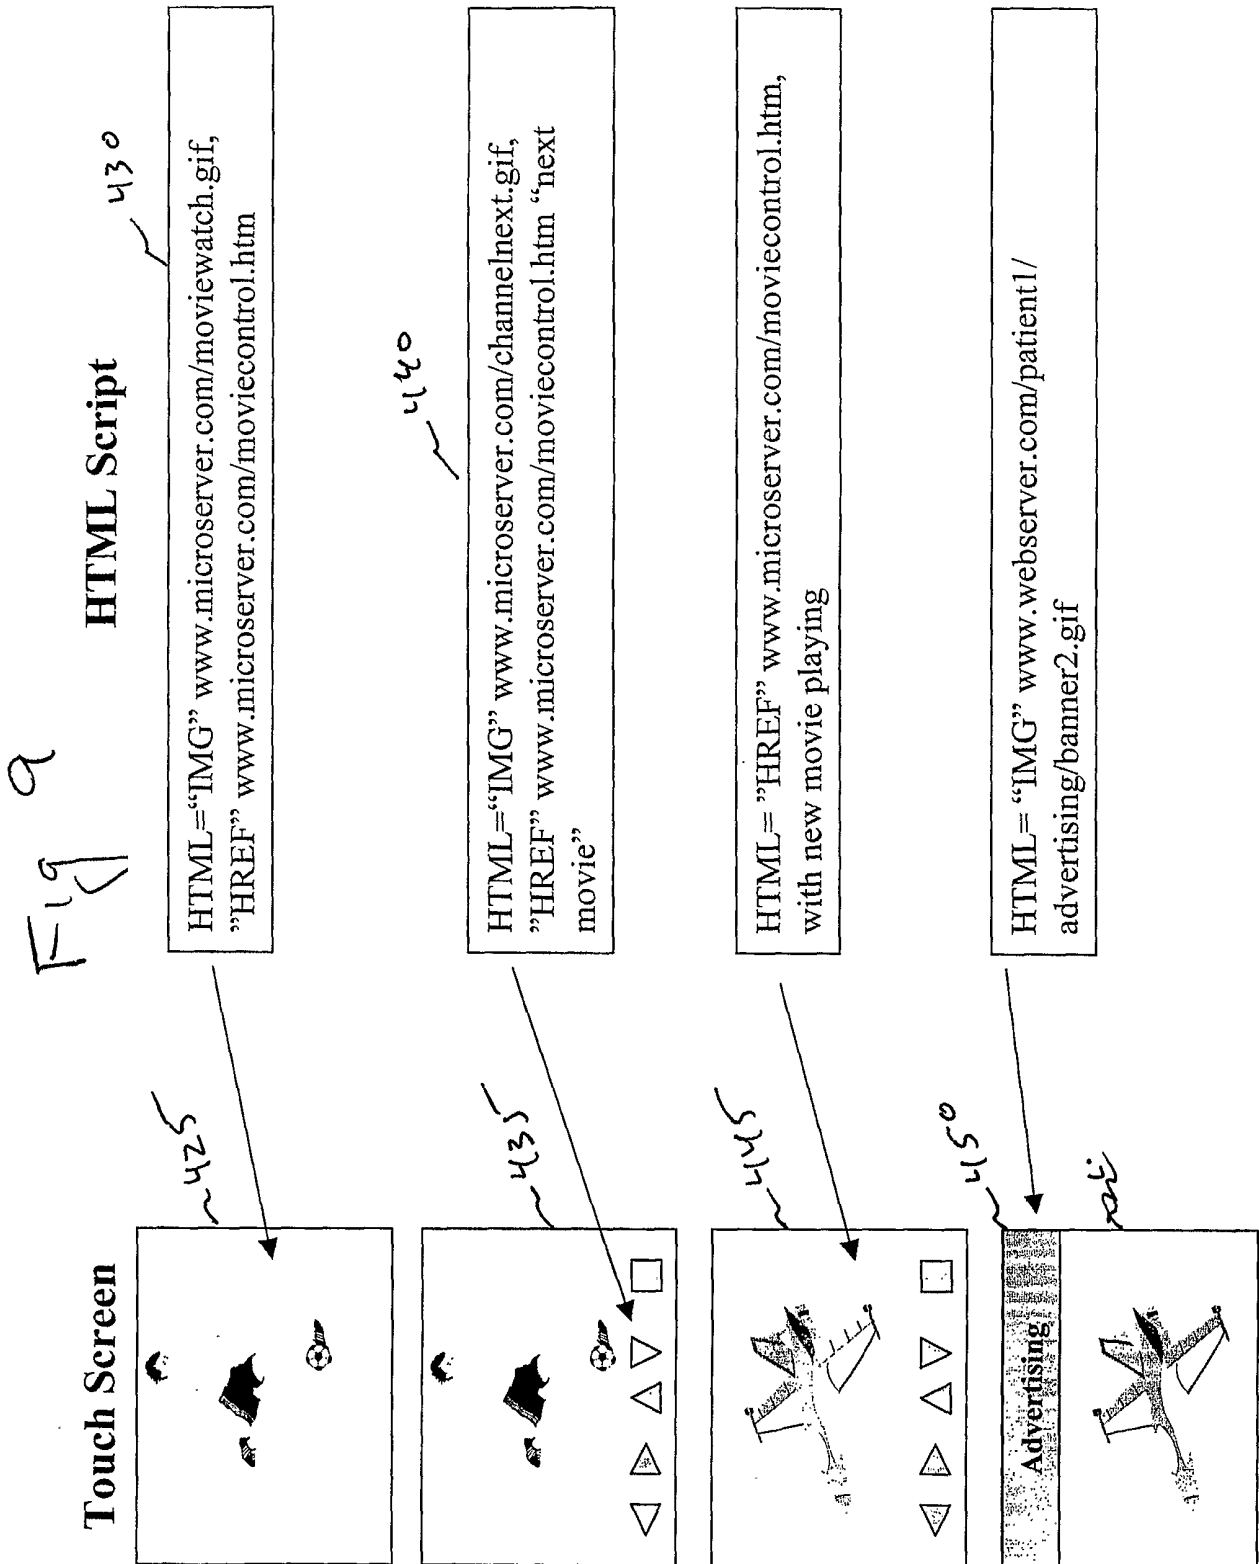 Fig 9
Touch Screen
HTML Script
425
430
HTML=“IMG” www.microserver.com/moviewatch.gif,
”HREF” www.microserver.com/moviecontrol.htm
435
440
HTML=“IMG” www.microserver.com/channelnext.gif,
”HREF” www.microserver.com/moviecontrol.htm “next
movie”
445
HTML= ”HREF” www.microserver.com/moviecontrol.htm,
with new movie playing
450
Advertising
HTML= “IMG” www.webserver.com/patient1/
advertising/banner2.gif